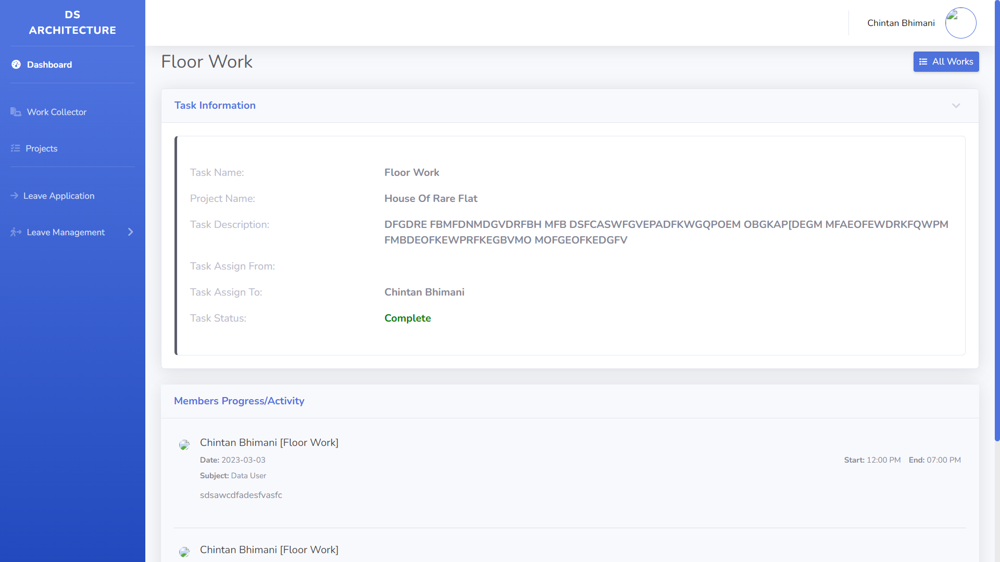 DS
ARCHITECTURE
Dashboard
Work Collector
Projects
Leave Application
Leave Management
Chintan Bhimani
Floor Work
All Works
Task Information
Task Name: Floor Work
Project Name: House Of Rare Flat
Task Description: DFGDRE FBMFDNMDGVDRFBH MFB DSFCASWFGVEPADFKWGQPOEM OBGKAP[DEGM MFAEOFEWDRKFQWPM
FMBDEOFKEWPRFKEGBVMO MOFGEOFKEDGFV
Task Assign From:
Task Assign To: Chintan Bhimani
Task Status: Complete
Members Progress/Activity
Chintan Bhimani [Floor Work]
Date: 2023-03-03 Start: 12:00 PM End: 07:00 PM
Subject: Data User
sdsawcdfadesfvasfc
Chintan Bhimani [Floor Work]